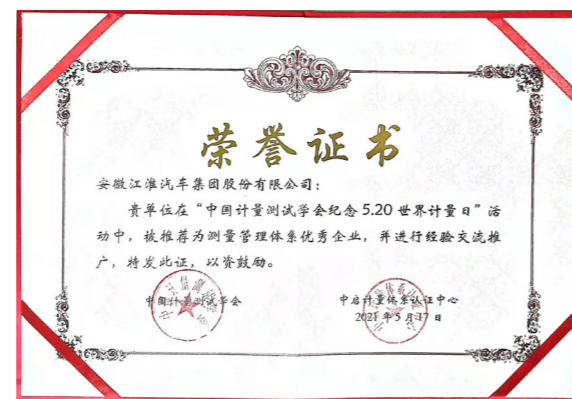 荣誉证书
安徽江淮汽车集团股份有限公司：
贵单位在“中国计量测试学会纪念5.20世界计量日”活
动中，被推荐为测量管理体系优秀企业，并进行经验交流推
广，特发此证，以资鼓励。
中国计量测试学会
中启计量体系认证中心
2021年5月17日